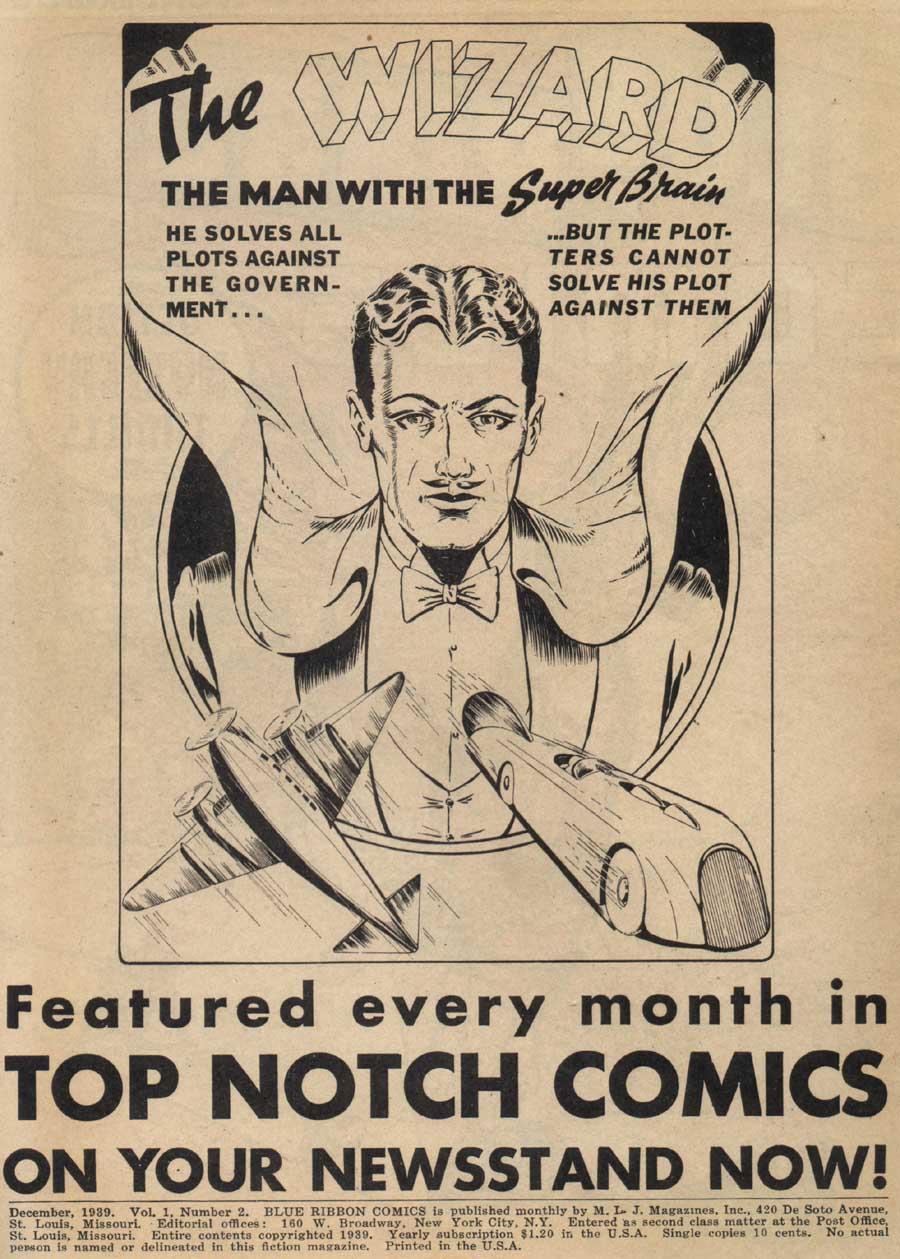 The WIZARD
THE MAN WITH THE Super Brain
HE SOLVES ALL
PLOTS AGAINST
THE GOVERN-
MENT...
...BUT THE PLOT-
TERS CANNOT
SOLVE HIS PLOT
AGAINST THEM
Featured every month in
TOP NOTCH COMICS
ON YOUR NEWSSTAND NOW!
December, 1939. Vol. 1, Number 2. BLUE RIBBON COMICS is published monthly by M. L. J. Magazines, Inc., 420 De Soto Avenue,
St. Louis, Missouri. Editorial offices: 160 W. Broadway, New York City, N.Y. Entered as second class matter at the Post Office,
St. Louis, Missouri. Entire contents copyrighted 1939. Yearly subscription $1.20 in the U.S.A. Single copies 10 cents. No actual
person is named or delineated in this fiction magazine. Printed in the U.S.A.